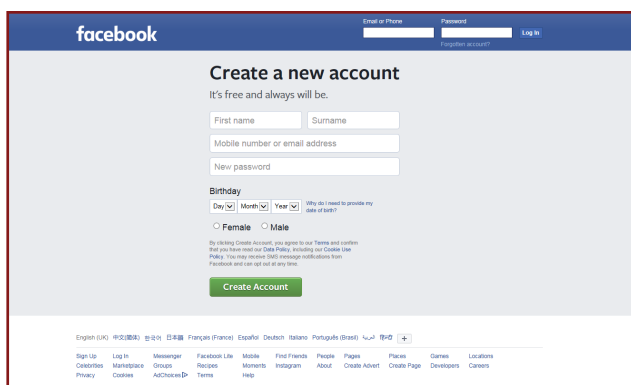 facebook
Email or Phone Password
Log In
Forgotten account?
Create a new account
It's free and always will be.
First name Surname
Mobile number or email address
New password
Birthday
Day Month Year Why do I need to provide my
date of birth?
Female Male
By clicking Create Account, you agree to our Terms and confirm
that you have read our Data Policy, including our Cookie Use
Policy. You may receive SMS message notifications from
Facebook and can opt out at any time.
Create Account
English (UK) 中文(简体) 한국어 日本語 Français (France) Español Deutsch Italiano Português (Brasil) العربية हिन्दी +
Sign Up Log In Messenger Facebook Lite Mobile Find Friends People Pages Places Games Locations
Celebrities Marketplace Groups Recipes Moments Instagram About Create Advert Create Page Developers Careers
Privacy Cookies AdChoices Terms Help